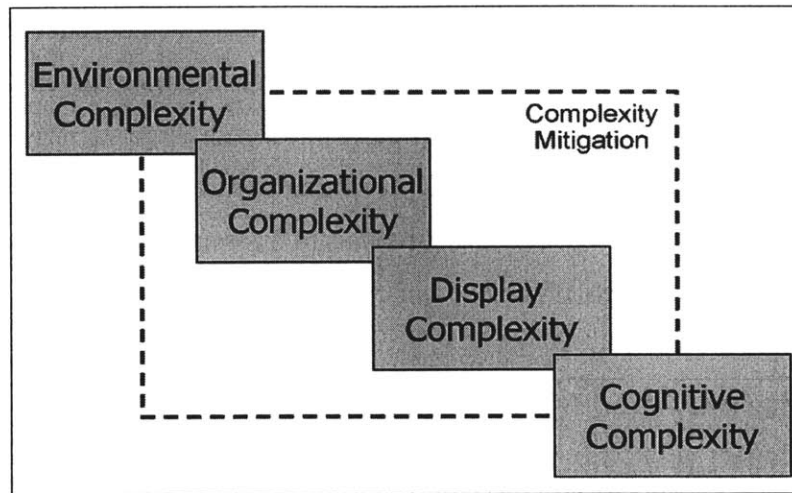 Environmental
Complexity
Complexity
Mitigation
Organizational
Complexity
Display
Complexity
Cognitive
Complexity